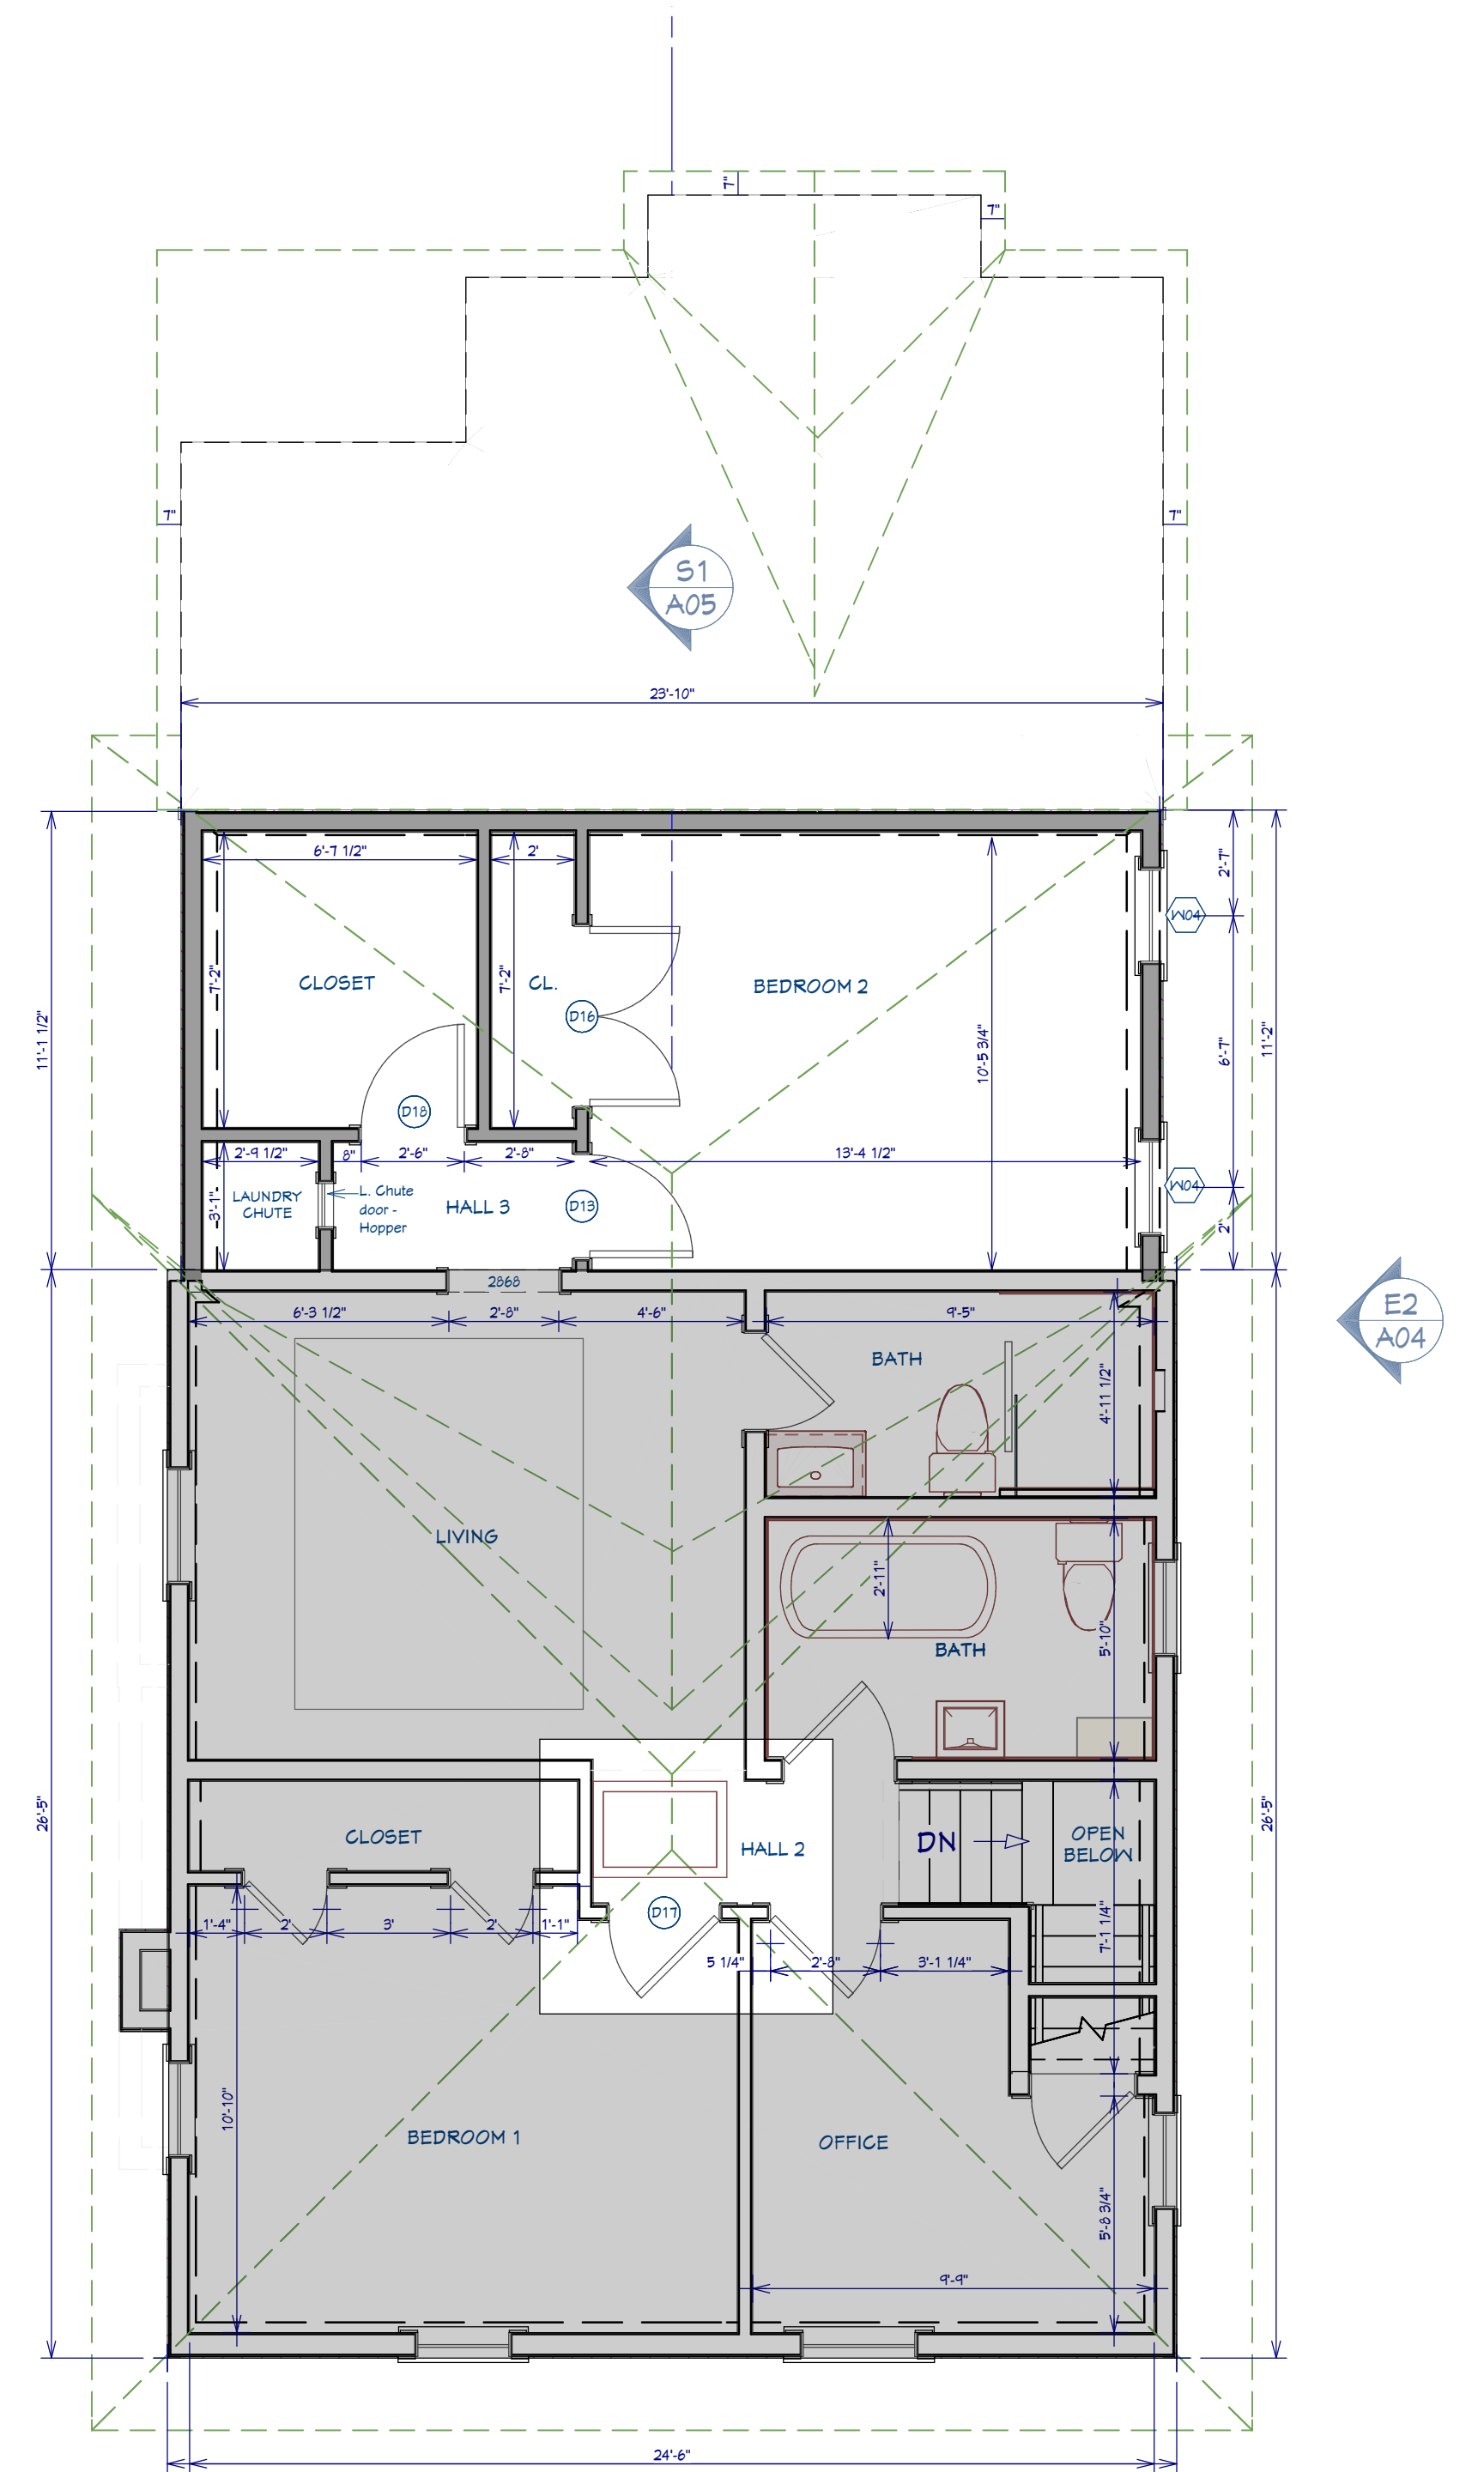 7"
7"
7"
7"
S1
A05
23'-10"
6'-7 1/2"
2'
2'-7"
W04
7'-2"
CLOSET
7'-2"
CL.
BEDROOM 2
D16
11'-1 1/2"
10'-5 3/4"
6'-7"
11'-2"
D18
2'-9 1/2"
8"
2'-6"
2'-8"
13'-4 1/2"
W04
3'-1"
LAUNDRY
CHUTE
L. Chute
door -
Hopper
HALL 3
D13
2'
2868
6'-3 1/2"
2'-8"
4'-6"
9'-5"
E2
A04
BATH
4'-11 1/2"
LIVING
2'-11"
5'-10"
BATH
26'-5"
26'-5"
CLOSET
HALL 2
DN
OPEN
BELOW
D17
1'-4"
2'
3'
2'
1'-1"
7'-1 1/4"
5 1/4"
2'-8"
3'-1 1/4"
10'-10"
BEDROOM 1
OFFICE
5'-8 3/4"
9'-9"
24'-6"